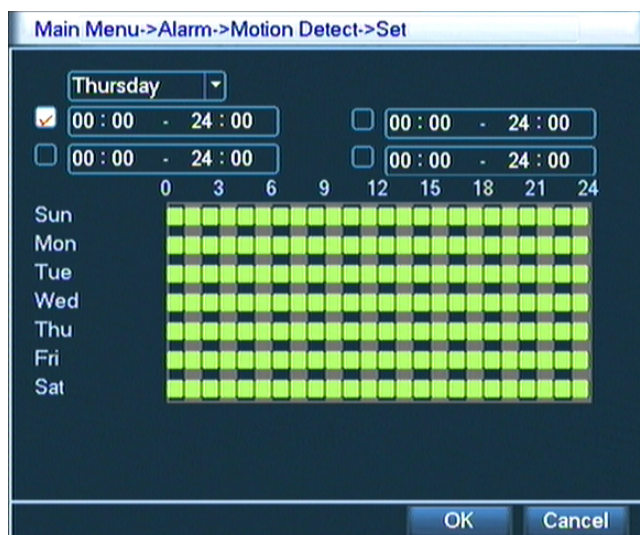 Main Menu->Alarm->Motion Detect->Set
Thursday
00 : 00 - 24 : 00 00 : 00 - 24 : 00
00 : 00 - 24 : 00 00 : 00 - 24 : 00
0 3 6 9 12 15 18 21 24
Sun
Mon
Tue
Wed
Thu
Fri
Sat
OK Cancel